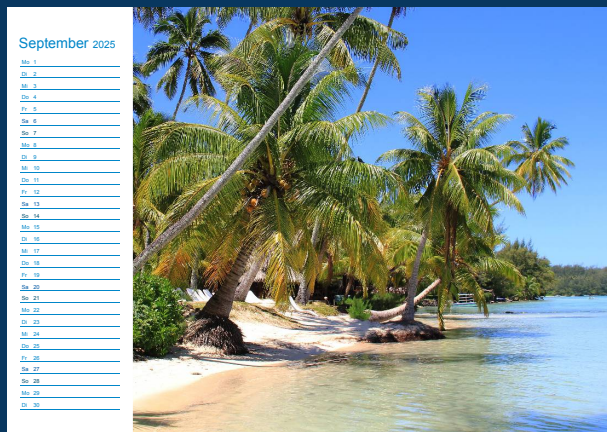 September 2025
Mo 1
Di 2
Mi 3
Do 4
Fr 5
Sa 6
So 7
Mo 8
Di 9
Mi 10
Do 11
Fr 12
Sa 13
So 14
Mo 15
Di 16
Mi 17
Do 18
Fr 19
Sa 20
So 21
Mo 22
Di 23
Mi 24
Do 25
Fr 26
Sa 27
So 28
Mo 29
Di 30